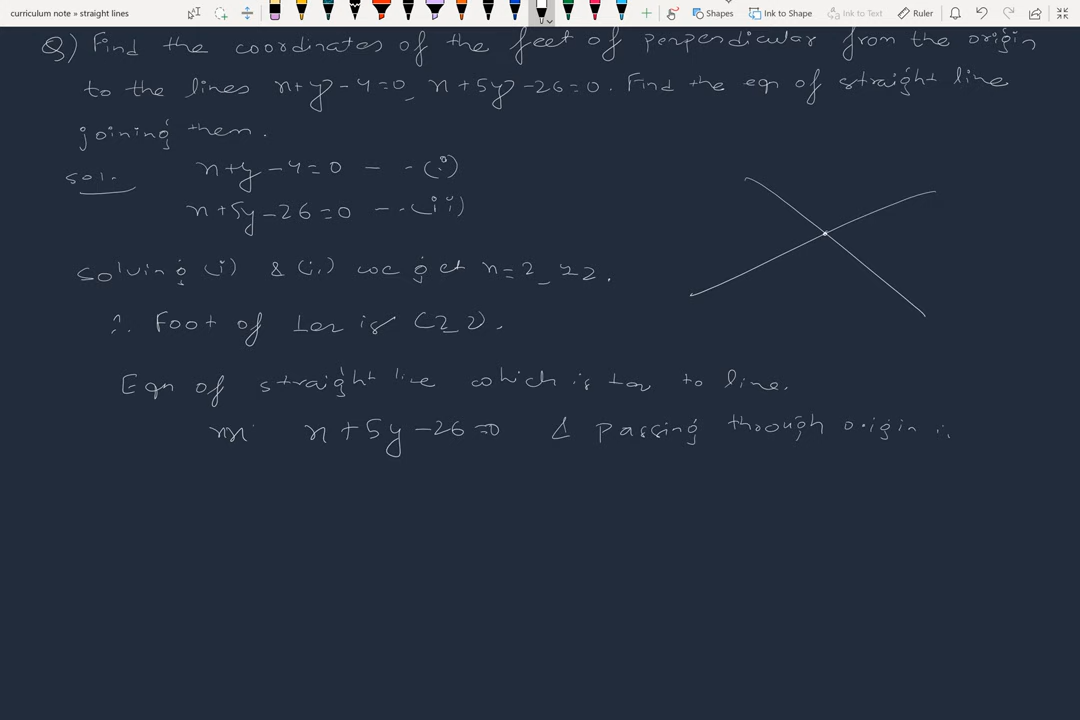 curriculum note » straight lines
Shapes Ink to Shape Ink to Text Ruler
Q) Find the coordinates of the feet of perpendicular from the origin
to the lines x+y-4=0, x+5y-26=0. Find the eqn of straight line
joining them.
sol. x+y-4=0 -- (i)
x+5y-26=0 -- (ii)
solving (i) & (ii) we get x=2, y=2.
∴ Foot of ⊥er is (2,2).
Eqn of straight line which is ⊥er to line.
x+5y-26=0 & passing through origin is